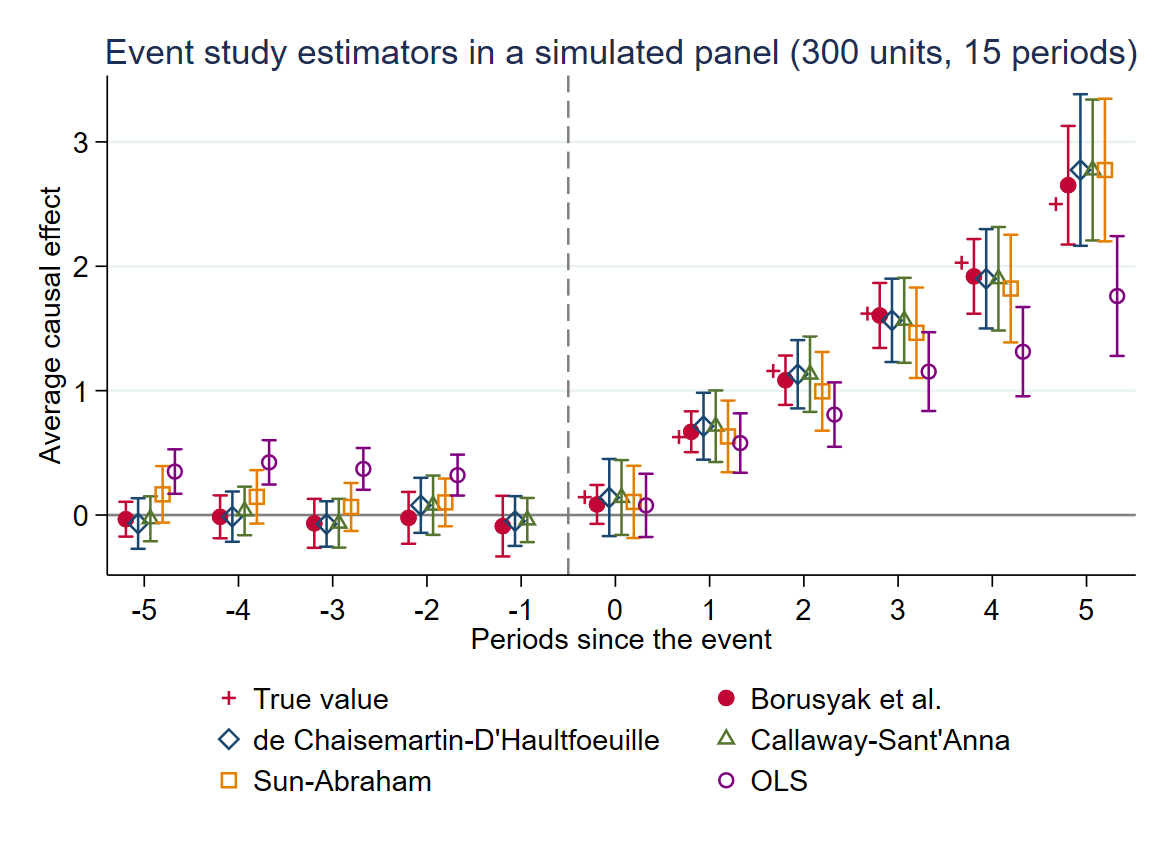 Event study estimators in a simulated panel (300 units, 15 periods)
Average causal effect
3
2
1
0
-5 -4 -3 -2 -1 0 1 2 3 4 5
Periods since the event
True value
Borusyak et al.
de Chaisemartin-D'Haultfoeuille
Callaway-Sant'Anna
Sun-Abraham
OLS